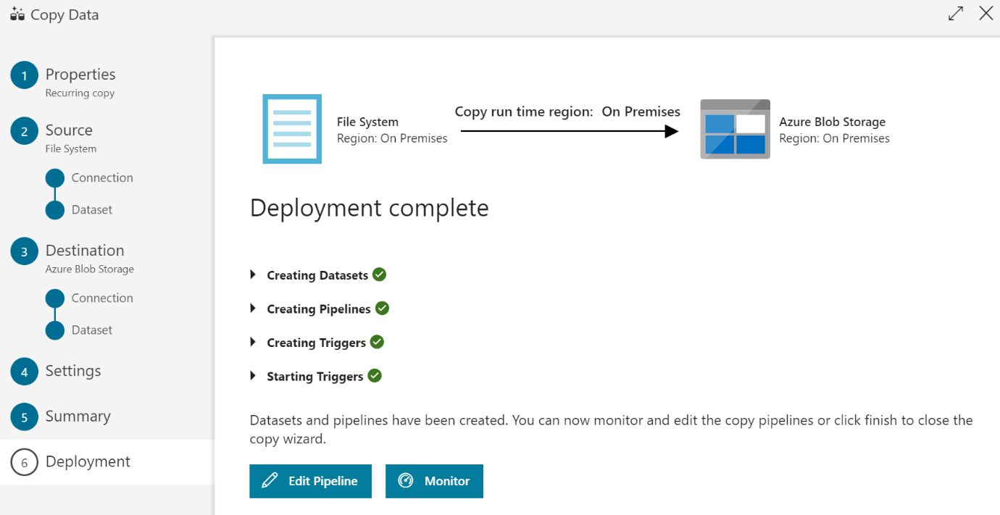 Copy Data
1 Properties
Recurring copy
2 Source
File System
Connection
Dataset
3 Destination
Azure Blob Storage
Connection
Dataset
4 Settings
5 Summary
6 Deployment
File System
Region: On Premises
Copy run time region: On Premises
Azure Blob Storage
Region: On Premises
Deployment complete
Creating Datasets
Creating Pipelines
Creating Triggers
Starting Triggers
Datasets and pipelines have been created. You can now monitor and edit the copy pipelines or click finish to close the
copy wizard.
Edit Pipeline
Monitor